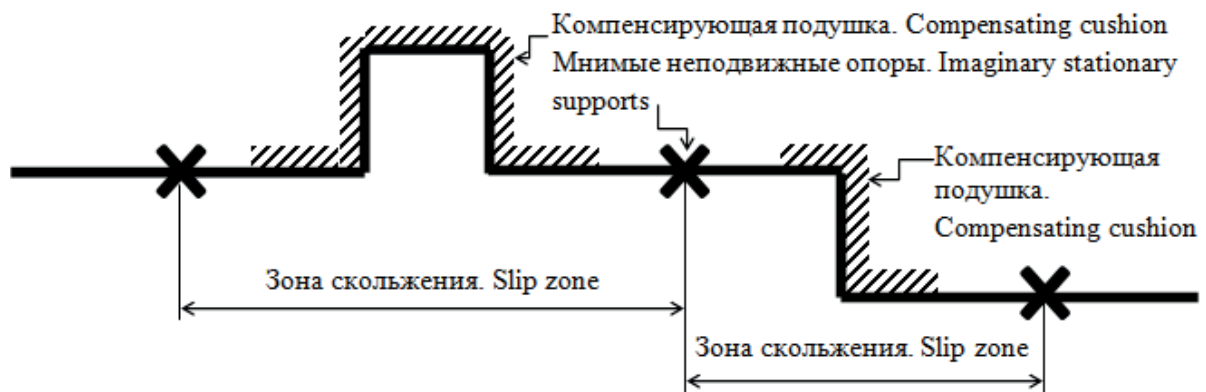 Компенсирующая подушка. Compensating cushion
Мнимые неподвижные опоры. Imaginary stationary
supports
Компенсирующая
подушка.
Compensating cushion
Зона скольжения. Slip zone
Зона скольжения. Slip zone